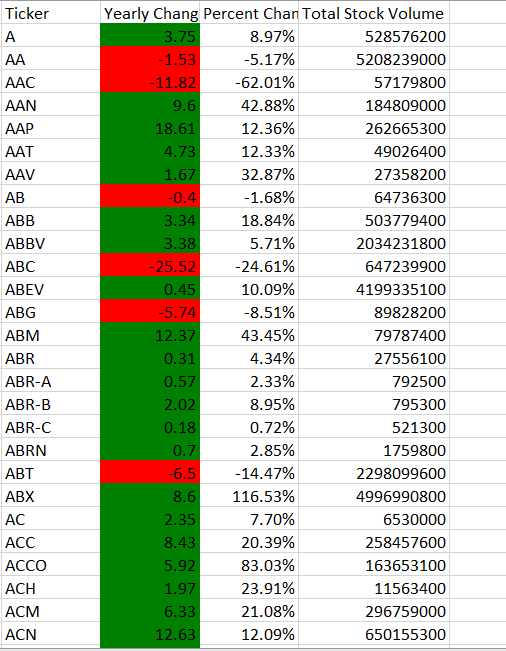 Ticker Yearly Chang Percent Chan Total Stock Volume
A 3.75 8.97% 528576200
AA -1.53 -5.17% 5208239000
AAC -11.82 -62.01% 57179800
AAN 9.6 42.88% 184809000
AAP 18.61 12.36% 262665300
AAT 4.73 12.33% 49026400
AAV 1.67 32.87% 27358200
AB -0.4 -1.68% 64736300
ABB 3.34 18.84% 503779400
ABBV 3.38 5.71% 2034231800
ABC -25.52 -24.61% 647239900
ABEV 0.45 10.09% 4199335100
ABG -5.74 -8.51% 89828200
ABM 12.37 43.45% 79787400
ABR 0.31 4.34% 27556100
ABR-A 0.57 2.33% 792500
ABR-B 2.02 8.95% 795300
ABR-C 0.18 0.72% 521300
ABRN 0.7 2.85% 1759800
ABT -6.5 -14.47% 2298099600
ABX 8.6 116.53% 4996990800
AC 2.35 7.70% 6530000
ACC 8.43 20.39% 258457600
ACCO 5.92 83.03% 163653100
ACH 1.97 23.91% 11563400
ACM 6.33 21.08% 296759000
ACN 12.63 12.09% 650155300